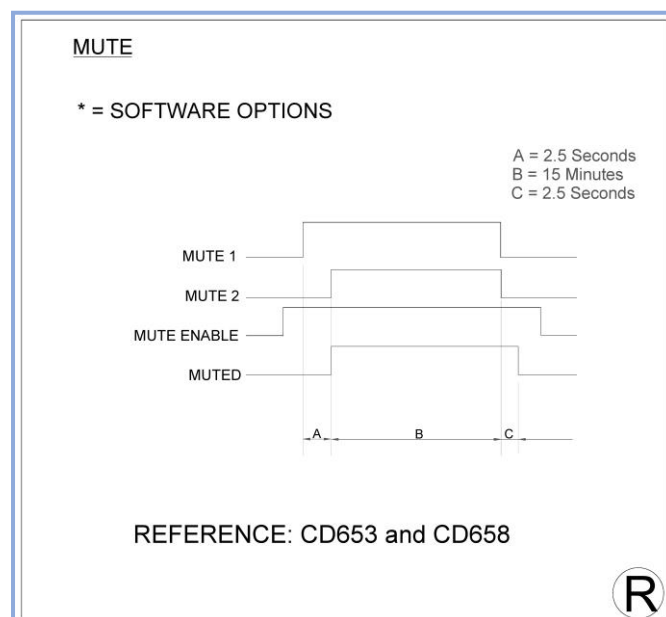 MUTE
* = SOFTWARE OPTIONS
A = 2.5 Seconds
B = 15 Minutes
C = 2.5 Seconds
MUTE 1
MUTE 2
MUTE ENABLE
MUTED
A B C
REFERENCE: CD653 and CD658
R